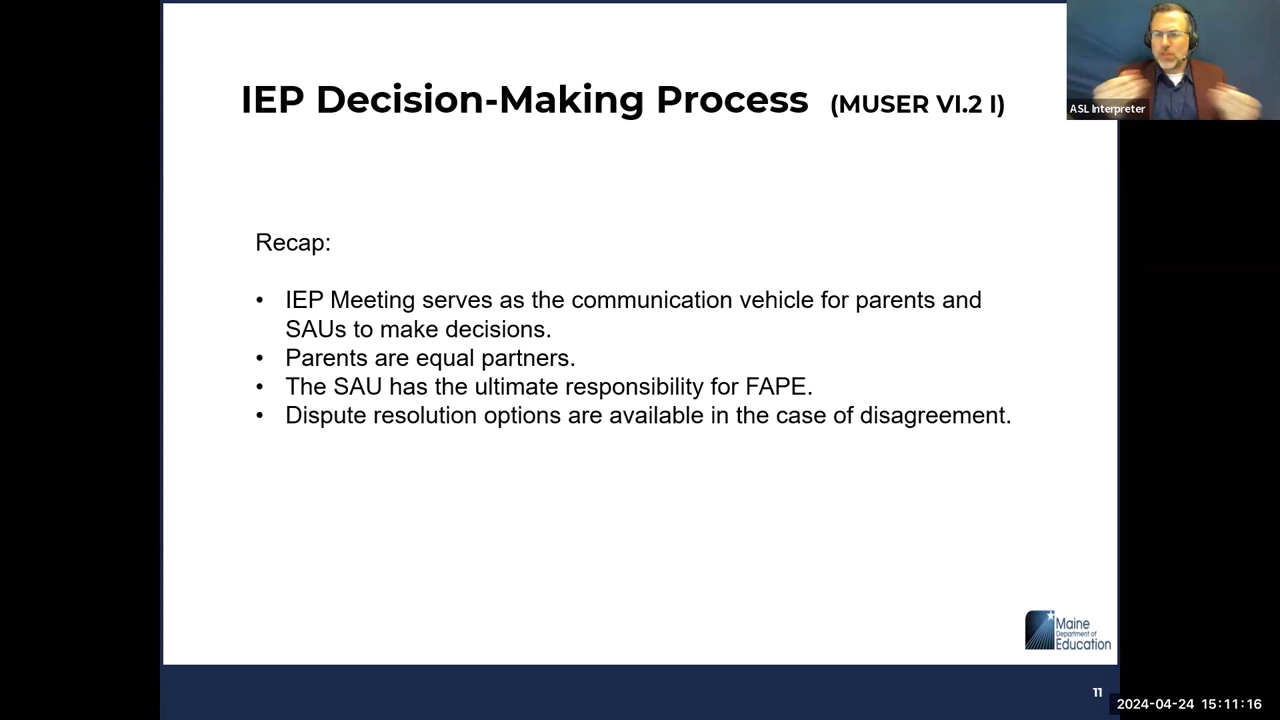 ASL Interpreter
IEP Decision-Making Process (MUSER VI.2 I)
Recap:
• IEP Meeting serves as the communication vehicle for parents and
SAUs to make decisions.
• Parents are equal partners.
• The SAU has the ultimate responsibility for FAPE.
• Dispute resolution options are available in the case of disagreement.
Maine
Department of
Education
11
2024-04-24 15:11:16